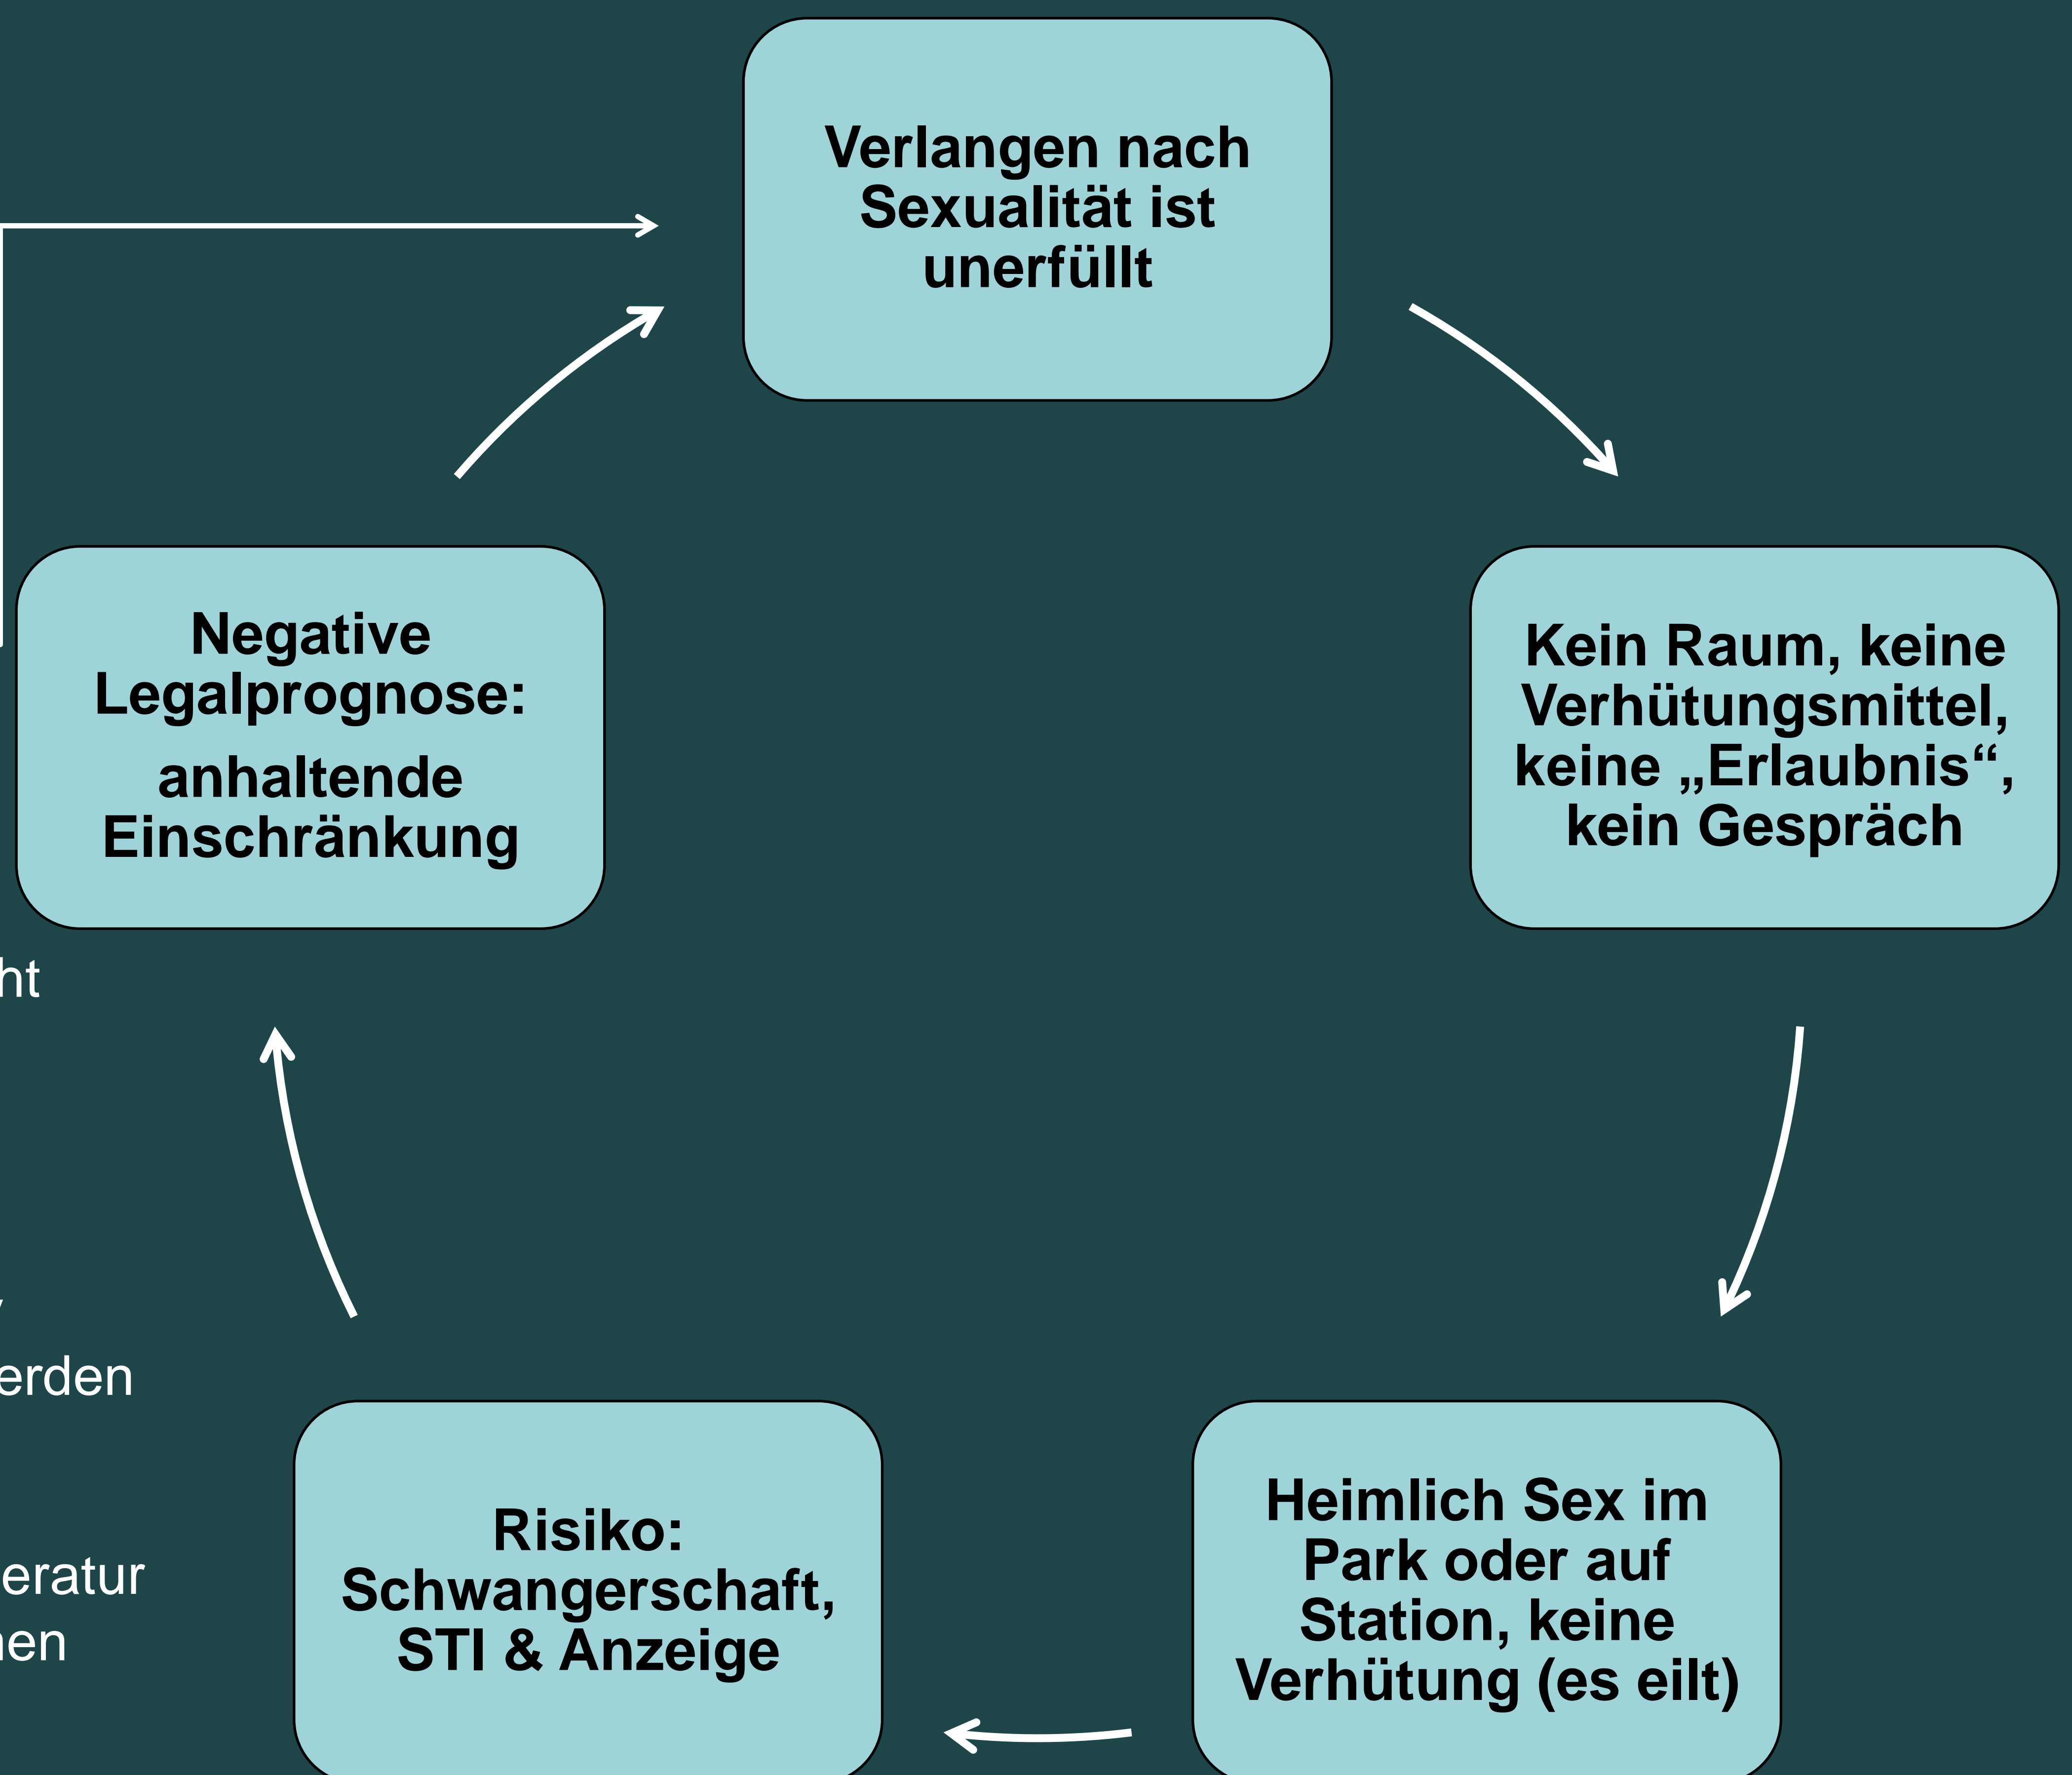 Verlangen nach
Sexualität ist
unerfüllt
Kein Raum, keine
Verhütungsmittel,
keine „Erlaubnis“,
kein Gespräch
Heimlich Sex im
Park oder auf
Station, keine
Verhütung (es eilt)
Risiko:
Schwangerschaft,
STI & Anzeige
Negative
Legalprognose:
anhaltende
Einschränkung